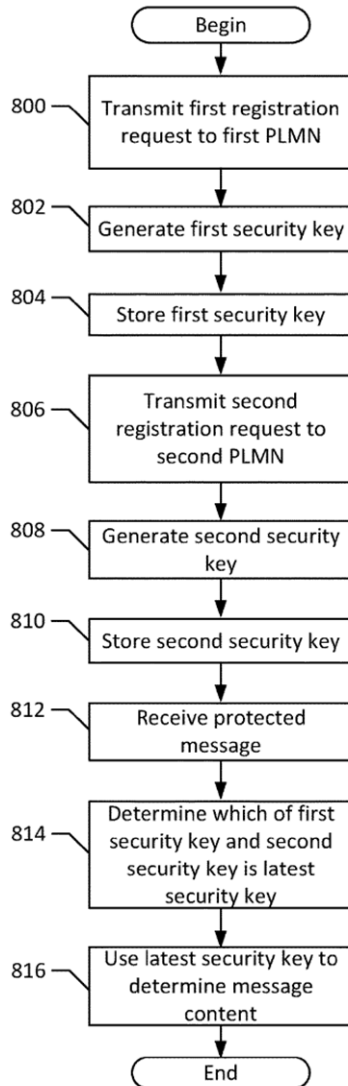 Begin
800
Transmit first registration
request to first PLMN
802
Generate first security key
804
Store first security key
806
Transmit second
registration request to
second PLMN
808
Generate second security
key
810
Store second security key
812
Receive protected
message
814
Determine which of first
security key and second
security key is latest
security key
816
Use latest security key to
determine message
content
End